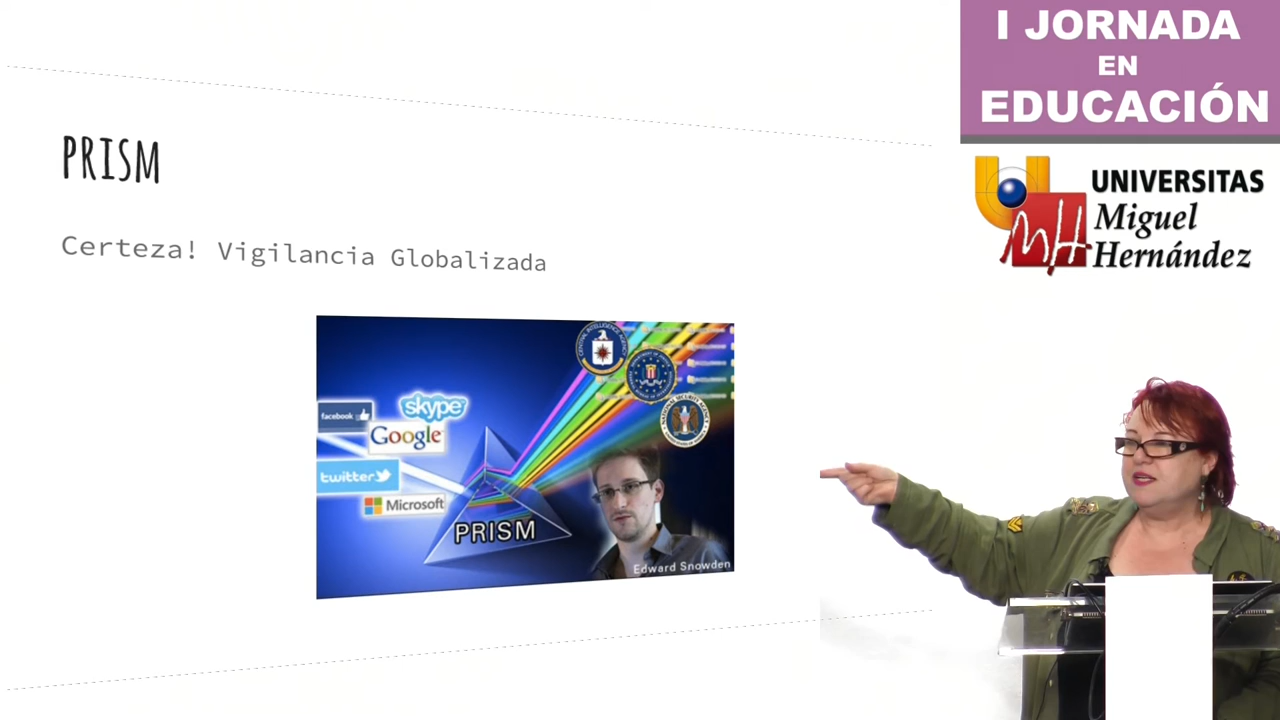 I JORNADA
EN
EDUCACIÓN
UNIVERSITAS
Miguel
Hernández
PRISM
Certeza! Vigilancia Globalizada
facebook
skype
Google
twitter
Microsoft
PRISM
Edward Snowden